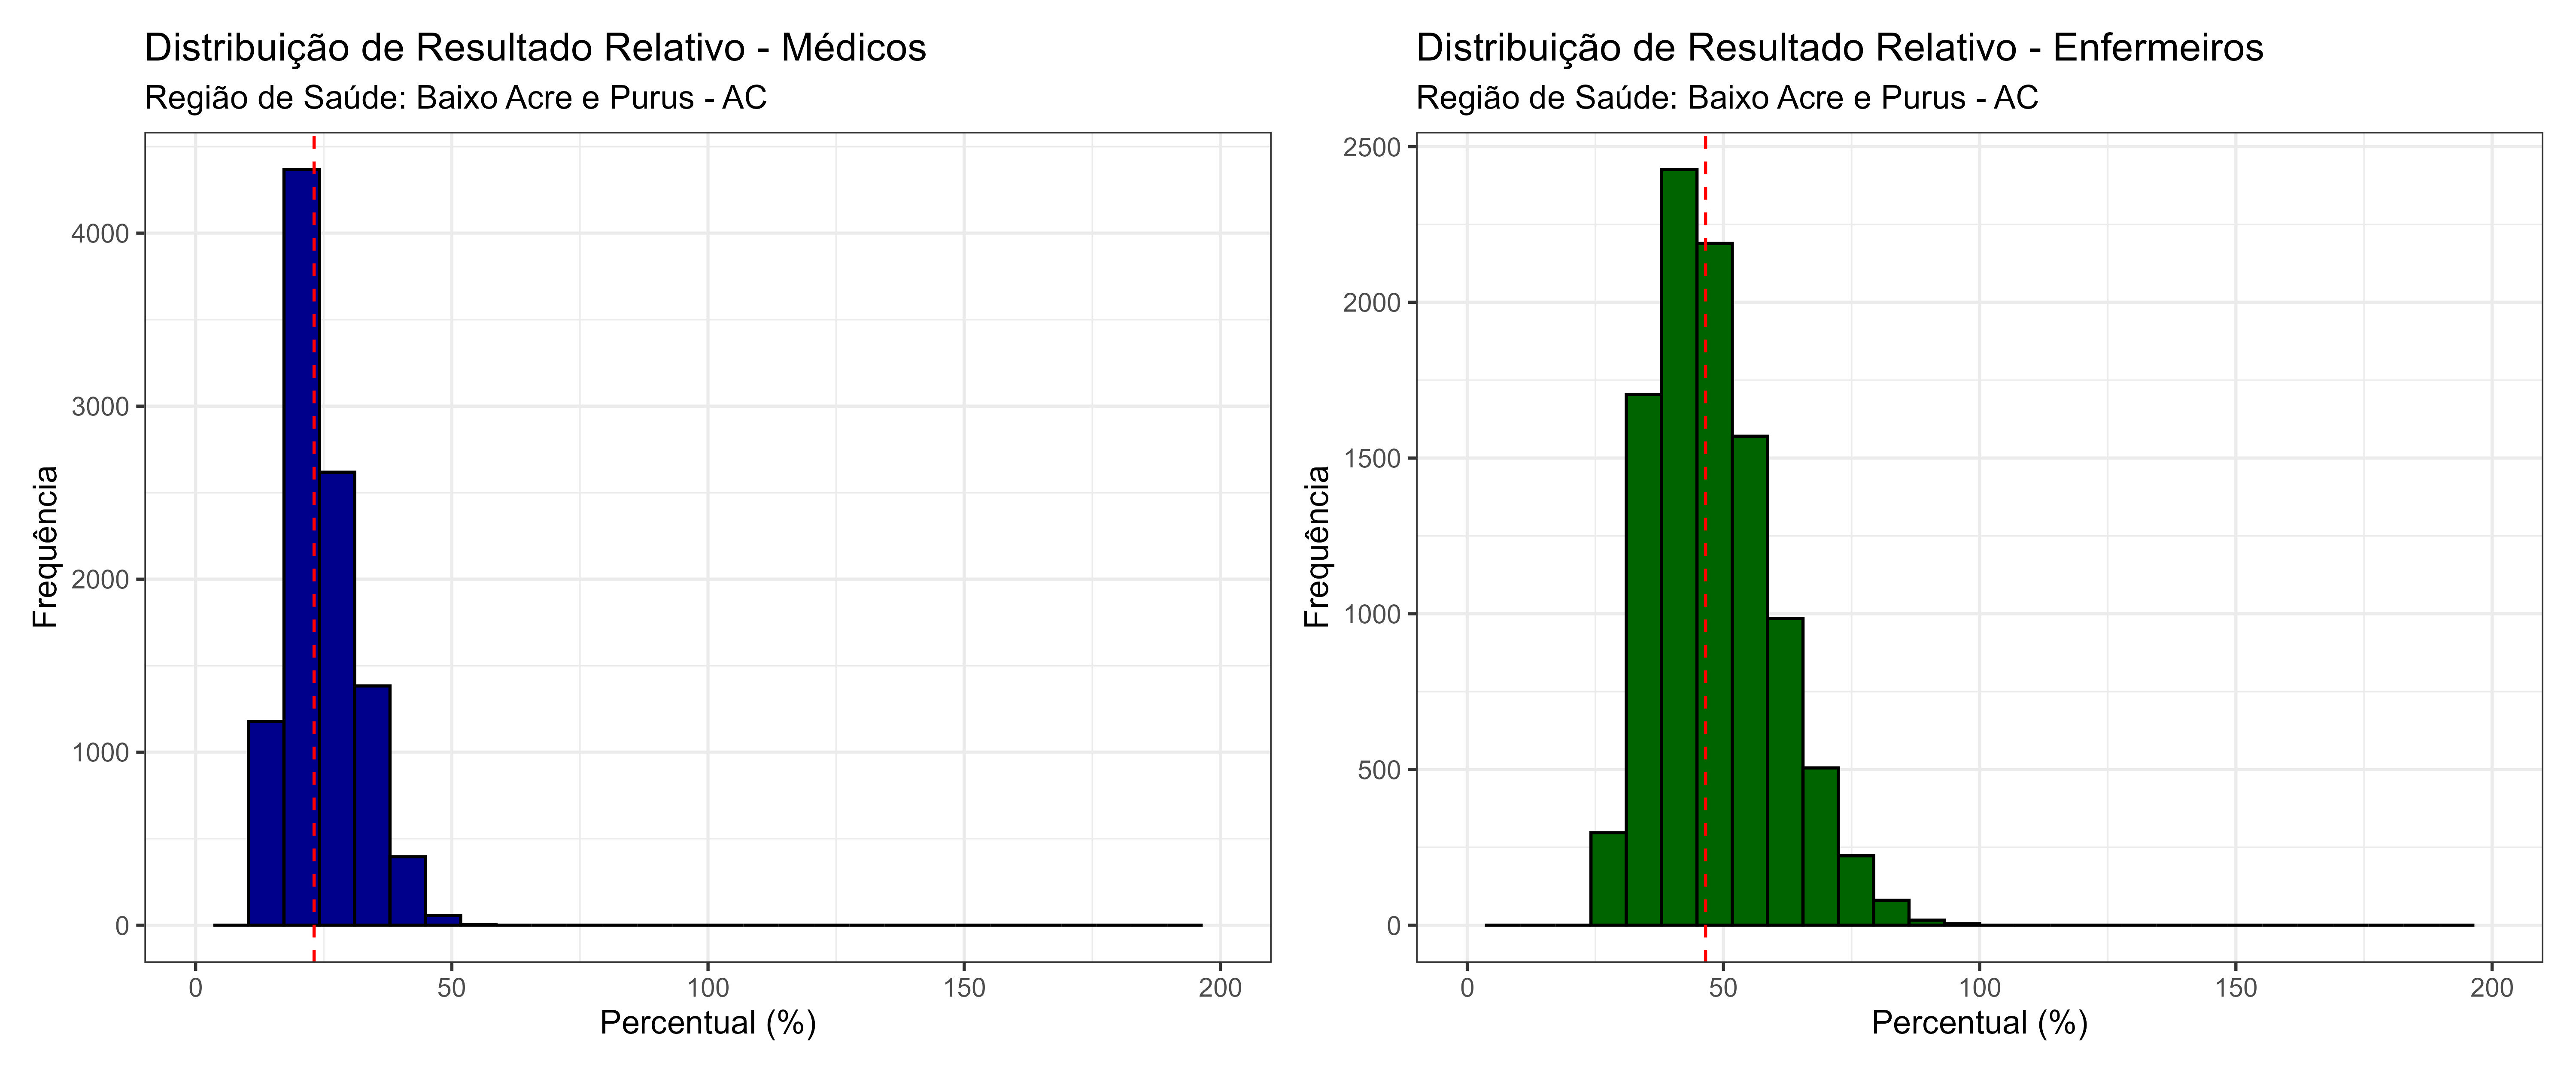 Distribuição de Resultado Relativo - Médicos
Região de Saúde: Baixo Acre e Purus - AC
Frequência
4000
3000
2000
1000
0
0 50 100 150 200
Percentual (%)
Distribuição de Resultado Relativo - Enfermeiros
Região de Saúde: Baixo Acre e Purus - AC
Frequência
2500
2000
1500
1000
500
0
0 50 100 150 200
Percentual (%)